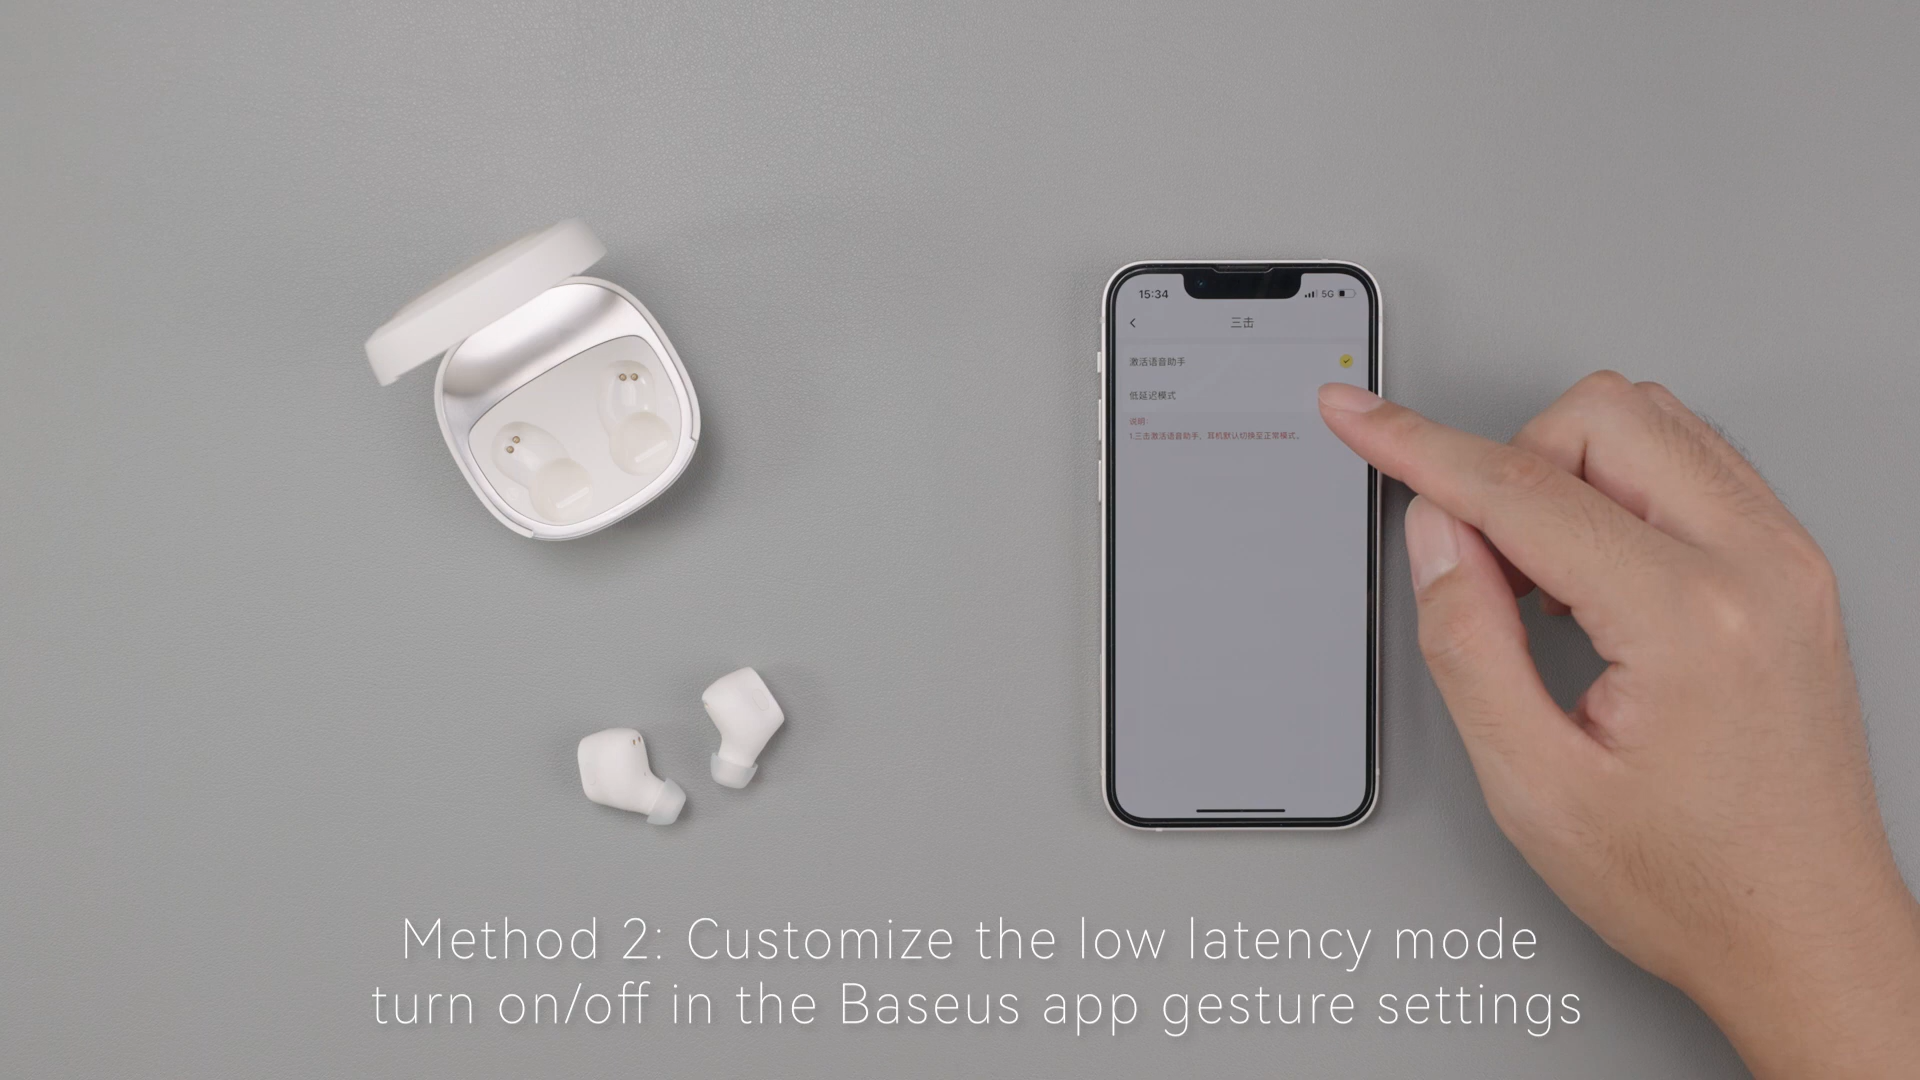 15:34
5G
三击
激活语音助手
低延迟模式
说明：
1.三击激活语音助手，耳机默认切换至正常模式。
Method 2: Customize the low latency mode
turn on/off in the Baseus app gesture settings